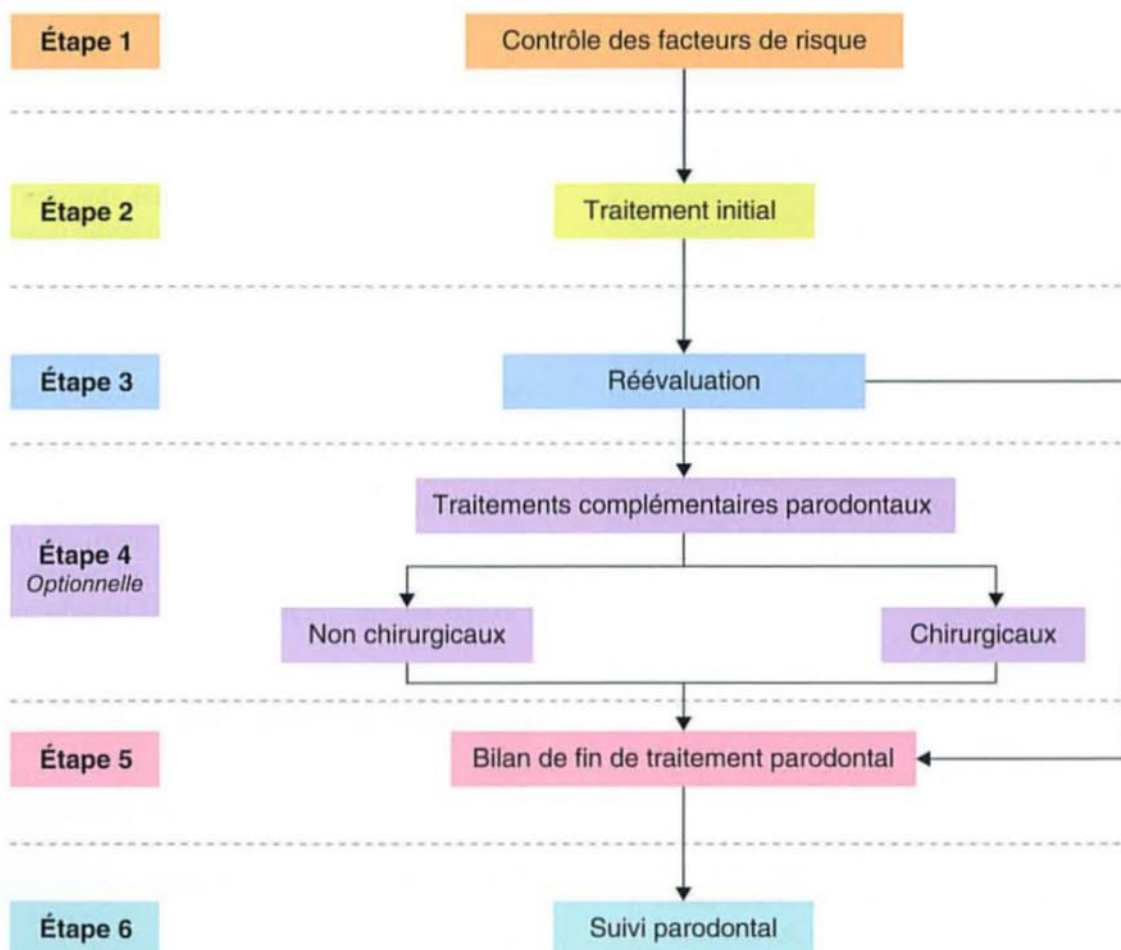 Étape 1
Contrôle des facteurs de risque
Étape 2
Traitement initial
Étape 3
Réévaluation
Traitements complémentaires parodontaux
Étape 4
Optionnelle
Non chirurgicaux
Chirurgicaux
Étape 5
Bilan de fin de traitement parodontal
Étape 6
Suivi parodontal